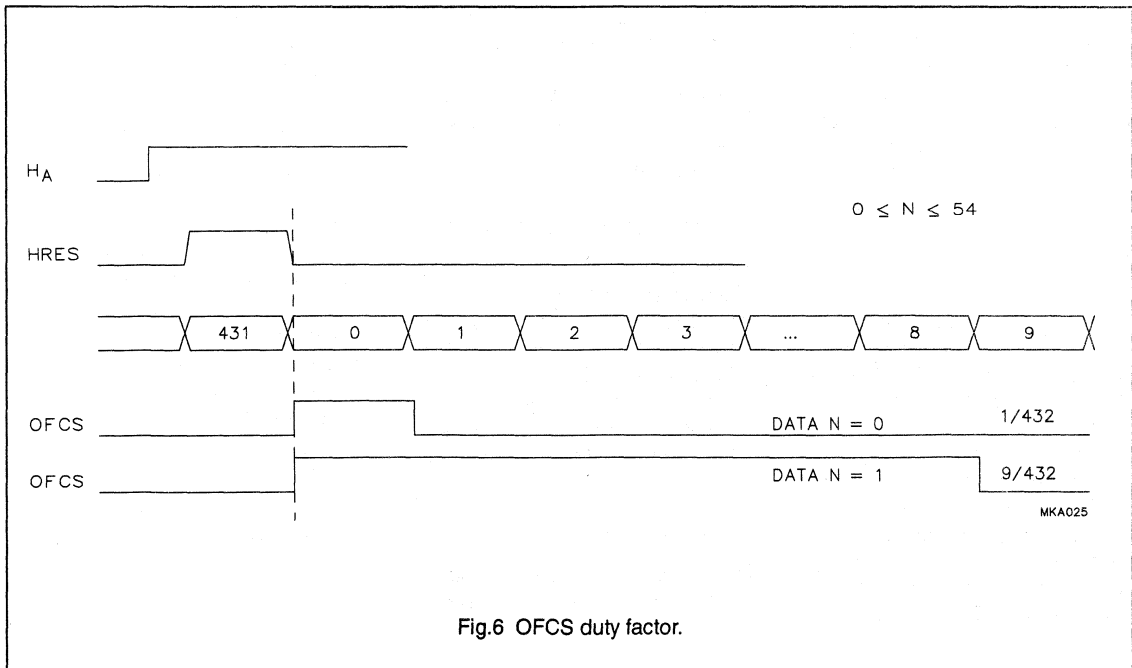 HA
0 ≤ N ≤ 54
HRES
431 0 1 2 3 ... 8 9
OFCS DATA N = 0 1/432
OFCS DATA N = 1 9/432
MKA025
Fig.6 OFCS duty factor.